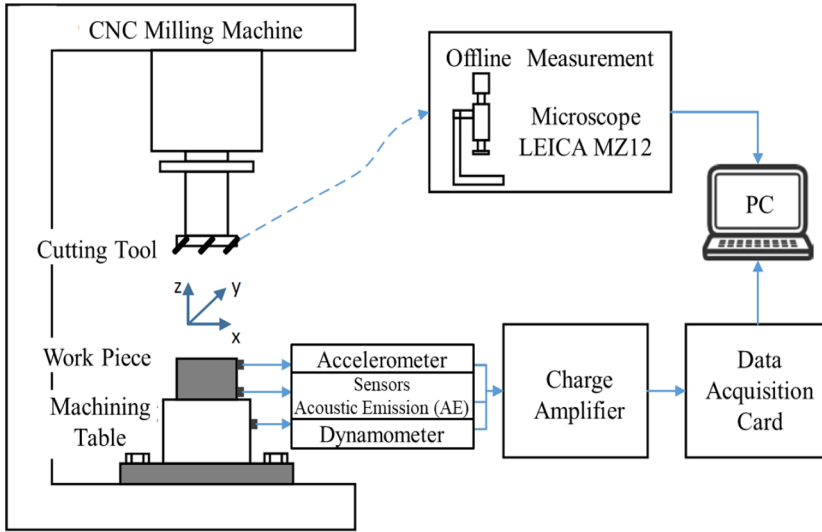 CNC Milling Machine
Offline Measurement
Microscope
LEICA MZ12
PC
Cutting Tool
z
y
x
Work Piece
Machining
Table
Accelerometer
Sensors
Acoustic Emission (AE)
Dynamometer
Charge
Amplifier
Data
Acquisition
Card